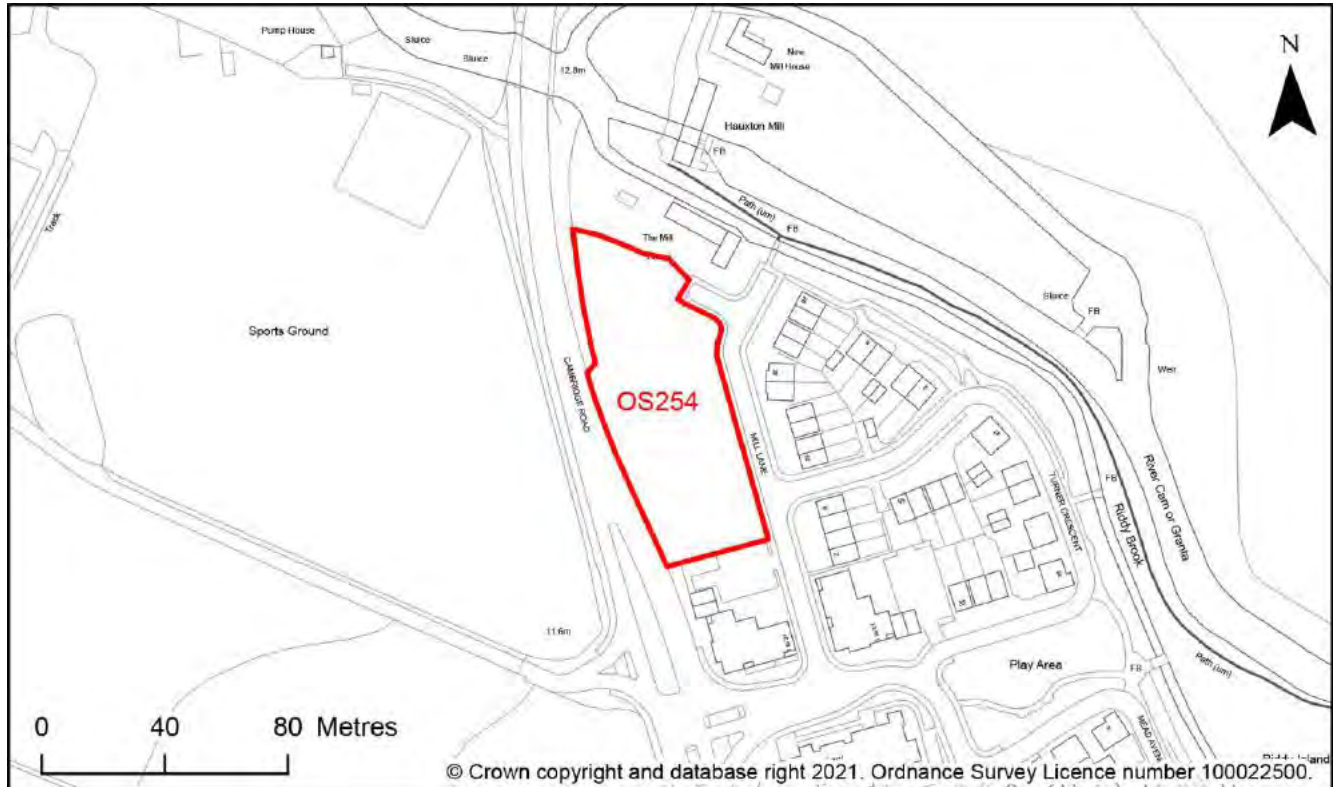 Pump House
Sluice
Sluice
12.8m
New
Mill House
N
Hauxton Mill
FB
Track
Path (um)
FB
The Mill
Sluice
FB
Sports Ground
Weir
CAMBRIDGE ROAD
OS254
MILL LANE
River Cam or Granta
TURNER CRESCENT
FB
Riddy Brook
11.6m
Play Area
FB
Path (um)
MEAD AVEN
0 40 80 Metres
© Crown copyright and database right 2021. Ordnance Survey Licence number 100022500.